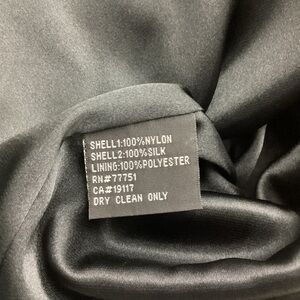 SHELL1:100%NYLON
SHELL2:100%SILK
LINING:100%POLYESTER
RN#77751
CA#19117
DRY CLEAN ONLY